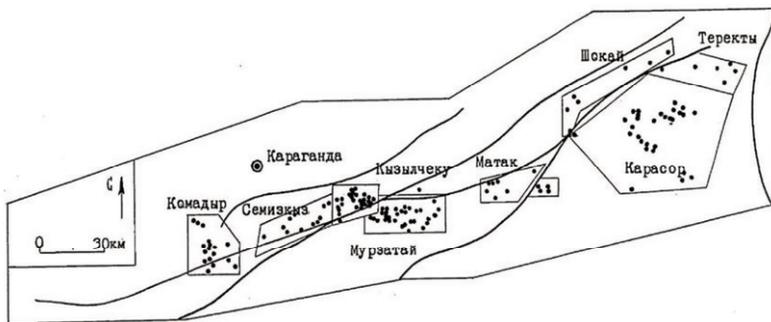 Теректы
Шокай
Караганда
Кызылчеку
Матак
Карасор
С
Комадыр
Семизкыз
0 30км
Мурзатай